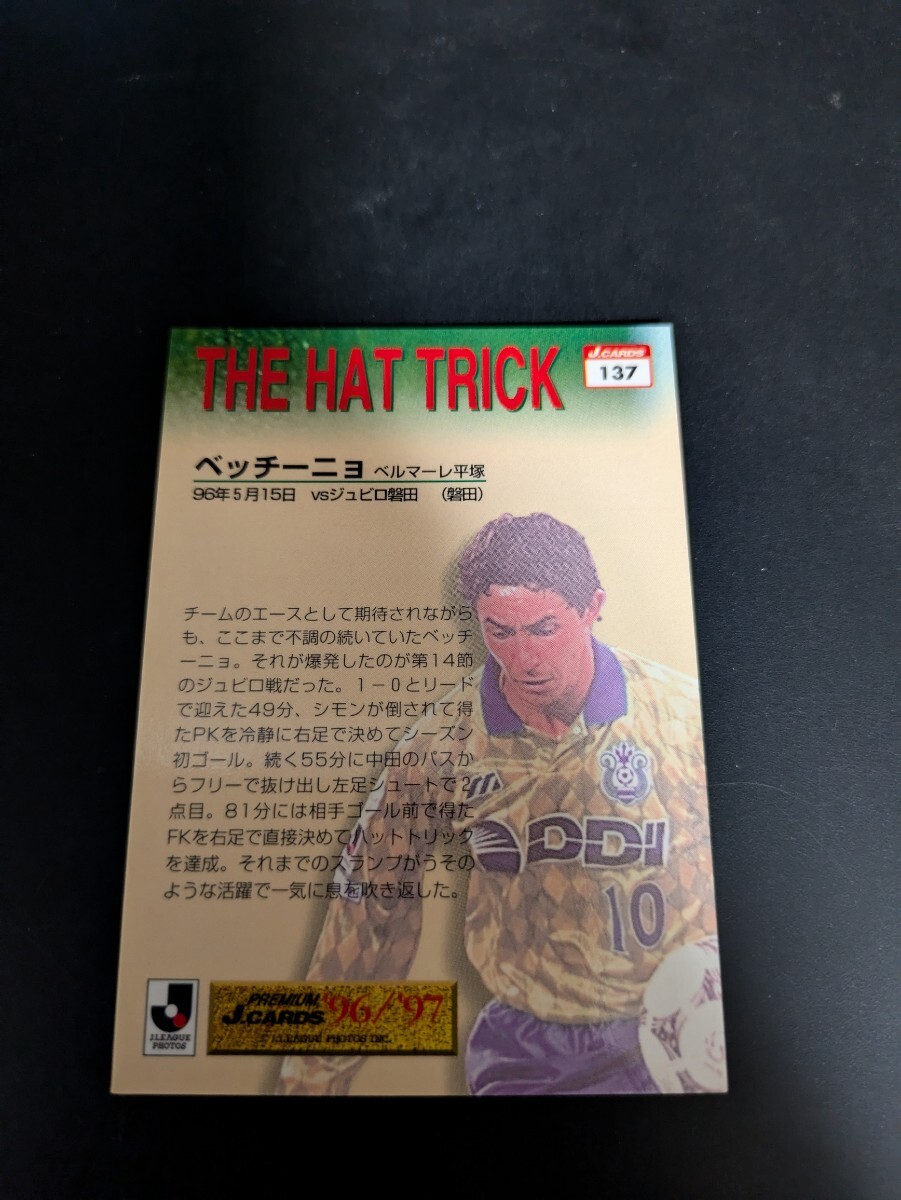 THE HAT TRICK
J.CARDS
137
ベッチーニョ ベルマーレ平塚
96年5月15日 vsジュビロ磐田 (磐田)
チームのエースとして期待されながら
も、ここまで不調の続いていたベッチ
ーニョ。それが爆発したのが第14節
のジュビロ戦だった。1－0とリード
で迎えた49分、シモンが倒されて得
たPKを冷静に右足で決めてシーズン
初ゴール。続く55分に中田のパスか
らフリーで抜け出し左足シュートで2
点目。81分には相手ゴール前で得た
FKを右足で直接決めてハットトリック
を達成。それまでのスランプがうその
ような活躍で一気に息を吹き返した。
DDI
10
J.LEAGUE
PHOTOS
PREMIUM
J.CARDS '96/'97
© J.LEAGUE PHOTOS INC.